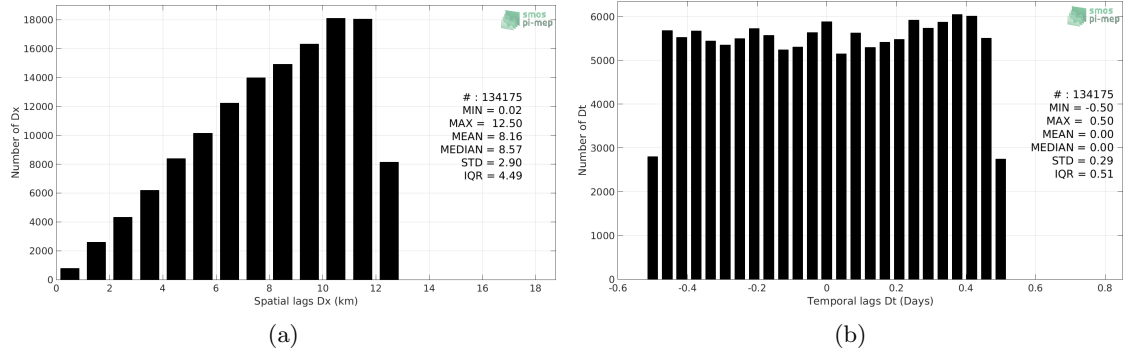 smos
pi-mep
18000
16000
14000
12000
10000
8000
6000
4000
2000
0
Number of Dx
# : 134175
MIN = 0.02
MAX = 12.50
MEAN = 8.16
MEDIAN = 8.57
STD = 2.90
IQR = 4.49
0 2 4 6 8 10 12 14 16 18
Spatial lags Dx (km)
(a)
smos
pi-mep
6000
5000
4000
3000
2000
1000
0
Number of Dt
# : 134175
MIN = -0.50
MAX = 0.50
MEAN = 0.00
MEDIAN = 0.00
STD = 0.29
IQR = 0.51
-0.6 -0.4 -0.2 0 0.2 0.4 0.6 0.8
Temporal lags Dt (Days)
(b)